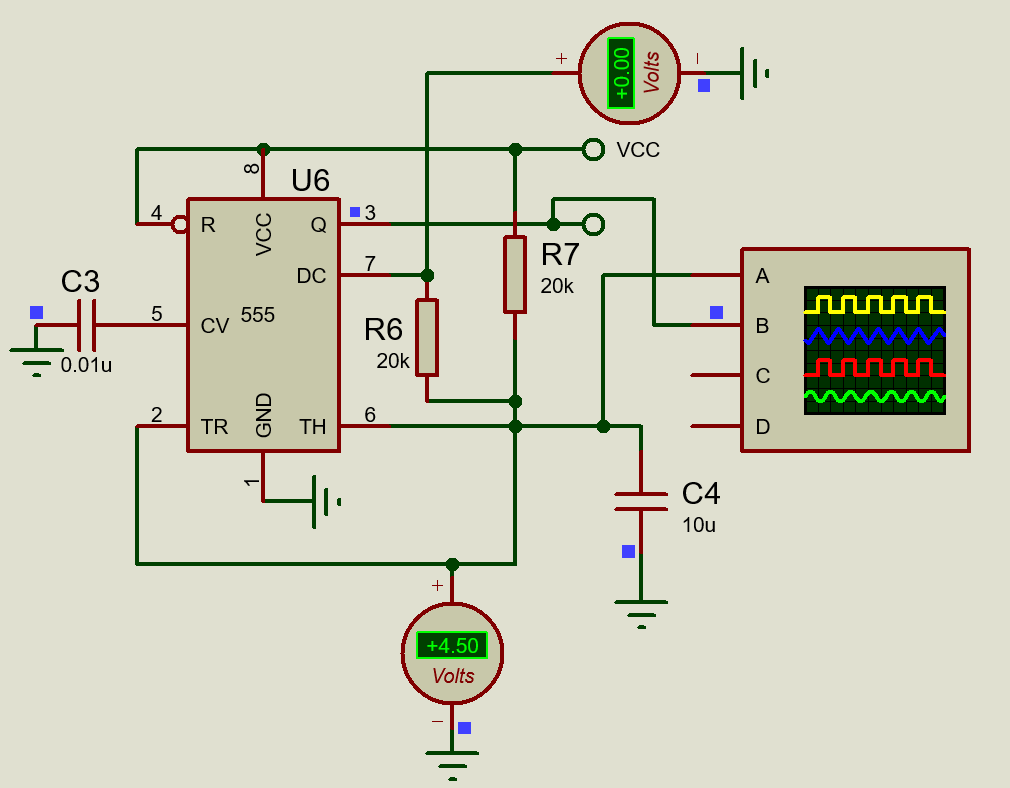 + +0.00 Volts −
VCC
8 U6
4 R VCC Q 3
DC 7
R7
20k
C3
0.01u
5 CV 555
R6
20k
A
B
C
D
2 TR GND TH 6
1
C4
10u
+
+4.50
Volts
−